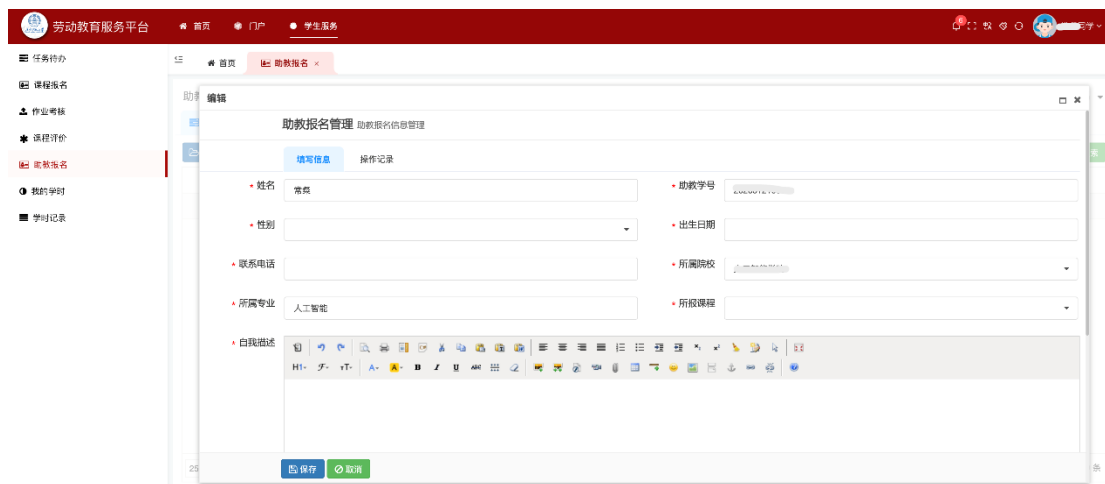 劳动教育服务平台 首页 门户 学生服务 6
任务待办
课程报名
作业考核
课程评价
助教报名
我的学时
学时记录
首页 助教报名 ×
编辑
助教报名管理 助教报名信息管理
填写信息 操作记录
* 姓名 * 助教学号
* 性别 * 出生日期
* 联系电话 * 所属院校
* 所属专业 人工智能 * 所报课程
* 自我描述
H1 F TT A A B I U ABC
25 保存 取消 条